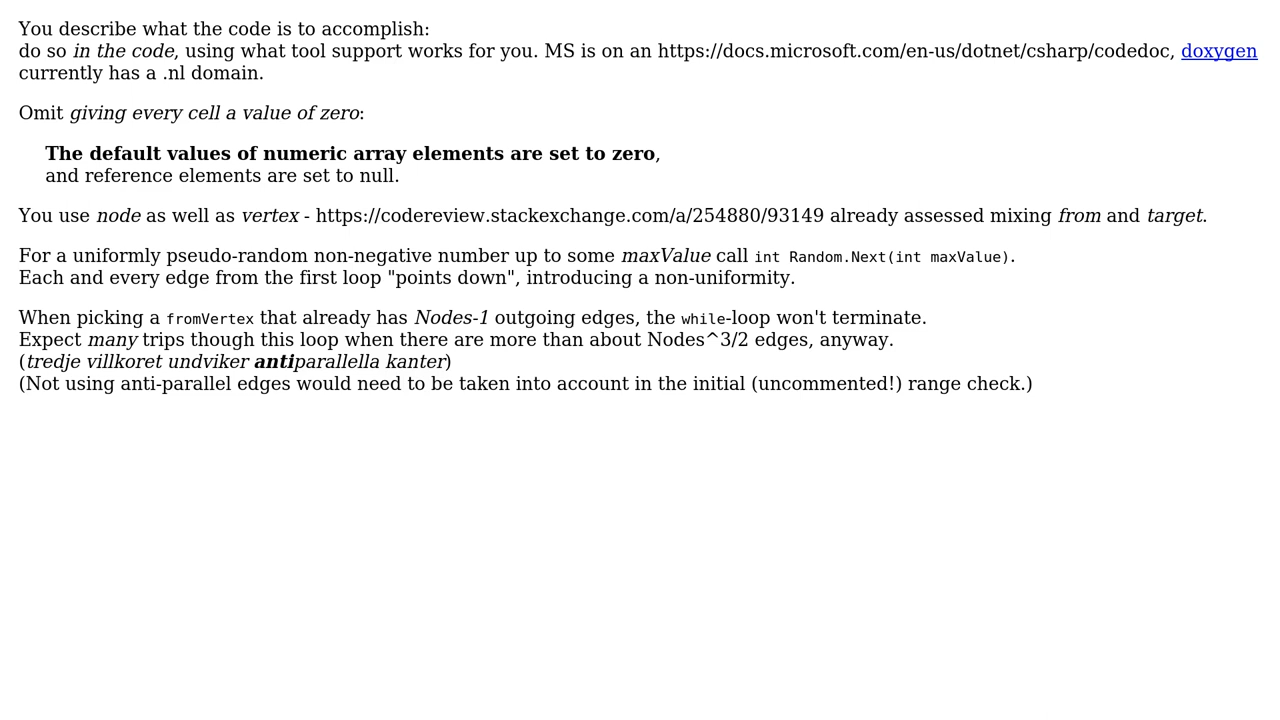 You describe what the code is to accomplish:
do so in the code, using what tool support works for you. MS is on an https://docs.microsoft.com/en-us/dotnet/csharp/codedoc, doxygen
currently has a .nl domain.
Omit giving every cell a value of zero:
The default values of numeric array elements are set to zero,
and reference elements are set to null.
You use node as well as vertex - https://codereview.stackexchange.com/a/254880/93149 already assessed mixing from and target.
For a uniformly pseudo-random non-negative number up to some maxValue call int Random.Next(int maxValue).
Each and every edge from the first loop "points down", introducing a non-uniformity.
When picking a fromVertex that already has Nodes-1 outgoing edges, the while-loop won't terminate.
Expect many trips though this loop when there are more than about Nodes^3/2 edges, anyway.
(tredje villkoret undviker antiparallella kanter)
(Not using anti-parallel edges would need to be taken into account in the initial (uncommented!) range check.)